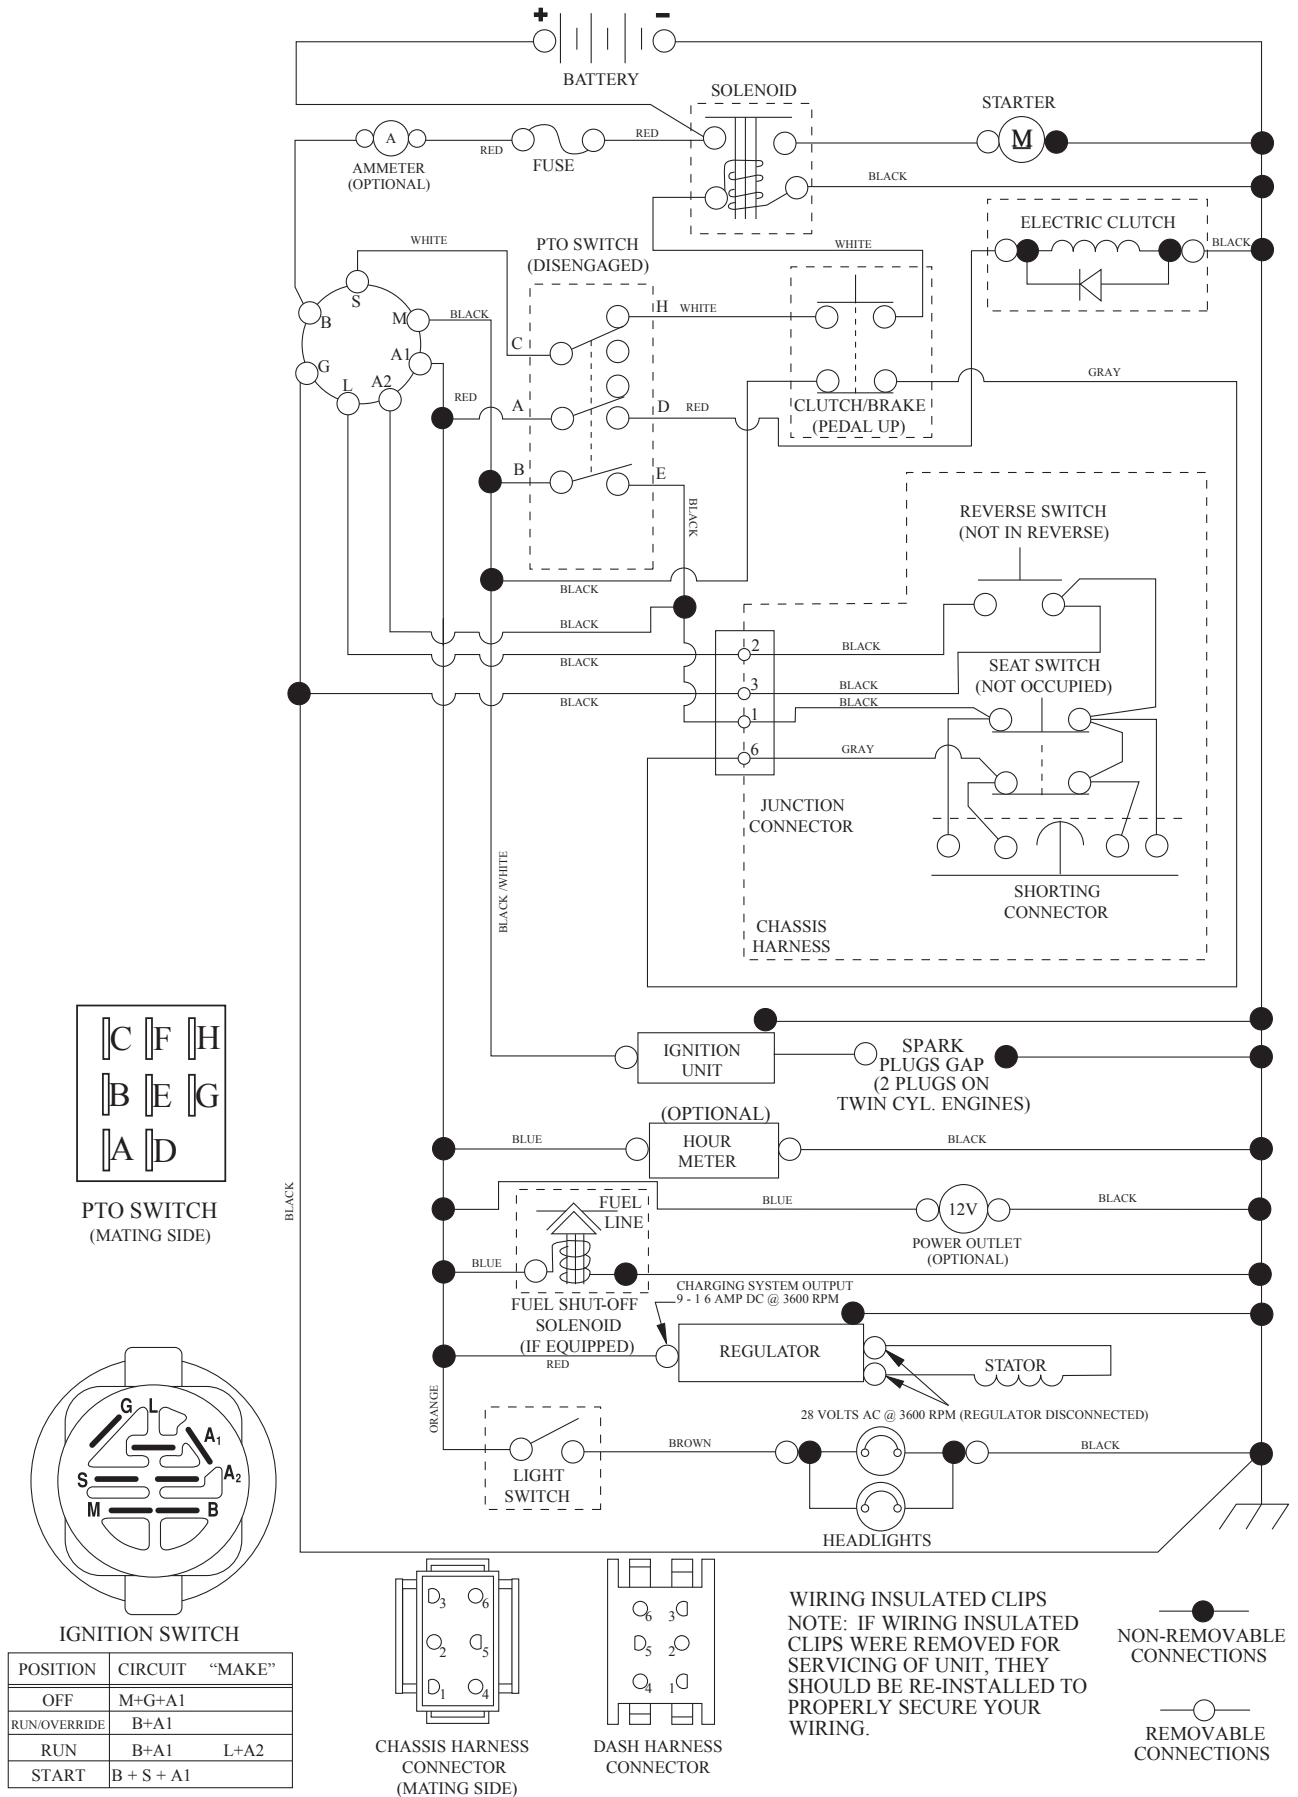 + -
BATTERY
SOLENOID
STARTER
A
RED
FUSE
RED
M
AMMETER
(OPTIONAL)
BLACK
WHITE
PTO SWITCH
(DISENGAGED)
WHITE
ELECTRIC CLUTCH
BLACK
S
B
M
BLACK
H
WHITE
C
A1
G
L
A2
GRAY
RED
A
D
RED
CLUTCH/BRAKE
(PEDAL UP)
B
E
BLACK
REVERSE SWITCH
(NOT IN REVERSE)
BLACK
BLACK
2
BLACK
BLACK
SEAT SWITCH
(NOT OCCUPIED)
3
BLACK
BLACK
BLACK
1
6
GRAY
JUNCTION
CONNECTOR
BLACK /WHITE
SHORTING
CONNECTOR
CHASSIS
HARNESS
C F H
B E G
A D
PTO SWITCH
(MATING SIDE)
BLACK
IGNITION
UNIT
SPARK
PLUGS GAP
(2 PLUGS ON
TWIN CYL. ENGINES)
(OPTIONAL)
BLUE
HOUR
METER
BLACK
FUEL
LINE
BLUE
12V
BLACK
POWER OUTLET
(OPTIONAL)
BLUE
CHARGING SYSTEM OUTPUT
9 - 1 6 AMP DC @ 3600 RPM
FUEL SHUT-OFF
SOLENOID
(IF EQUIPPED)
RED
REGULATOR
STATOR
28 VOLTS AC @ 3600 RPM (REGULATOR DISCONNECTED)
ORANGE
BROWN
BLACK
LIGHT
SWITCH
HEADLIGHTS
G L
A1
S
A2
M B
IGNITION SWITCH
POSITION CIRCUIT “MAKE”
OFF M+G+A1
RUN/OVERRIDE B+A1
RUN B+A1 L+A2
START B + S + A1
3 6
2 5
1 4
CHASSIS HARNESS
CONNECTOR
(MATING SIDE)
6 3
5 2
4 1
DASH HARNESS
CONNECTOR
WIRING INSULATED CLIPS
NOTE: IF WIRING INSULATED
CLIPS WERE REMOVED FOR
SERVICING OF UNIT, THEY
SHOULD BE RE-INSTALLED TO
PROPERLY SECURE YOUR
WIRING.
NON-REMOVABLE
CONNECTIONS
REMOVABLE
CONNECTIONS